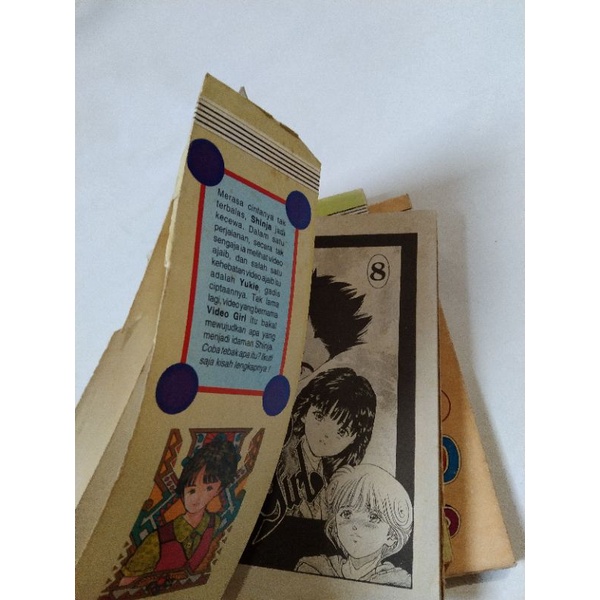 Merasa cintanya tak
terbalas, Shinja jadi
kecewa. Dalam satu
perjalanan, secara tak
sengaja ia melihat video
ajaib, dan salah satu
kehebatan video ajaib itu
adalah Yukie, gadis
ciptaannya. Tak lama
lagi, video yang bernama
Video Girl itu bakal
mewujudkan apa yang
menjadi idaman Shinja.
Coba tebak apa itu? Ikuti
saja kisah lengkapnya!
8